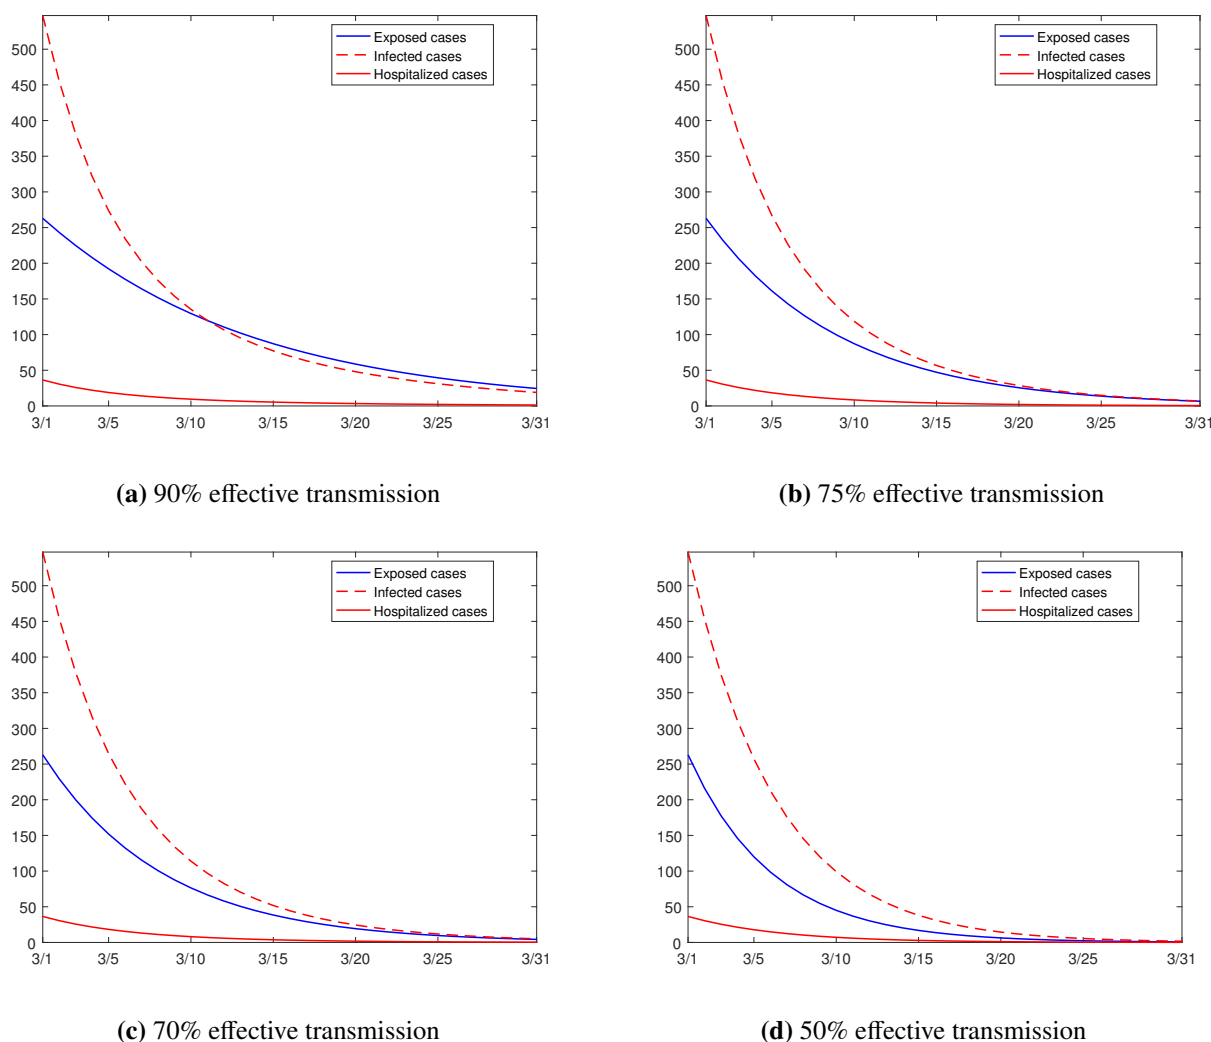 500
450
400
350
300
250
200
150
100
50
0
3/1 3/5 3/10 3/15 3/20 3/25 3/31
Exposed cases
Infected cases
Hospitalized cases
(a) 90% effective transmission
500
450
400
350
300
250
200
150
100
50
0
3/1 3/5 3/10 3/15 3/20 3/25 3/31
Exposed cases
Infected cases
Hospitalized cases
(b) 75% effective transmission
500
450
400
350
300
250
200
150
100
50
0
3/1 3/5 3/10 3/15 3/20 3/25 3/31
Exposed cases
Infected cases
Hospitalized cases
(c) 70% effective transmission
500
450
400
350
300
250
200
150
100
50
0
3/1 3/5 3/10 3/15 3/20 3/25 3/31
Exposed cases
Infected cases
Hospitalized cases
(d) 50% effective transmission